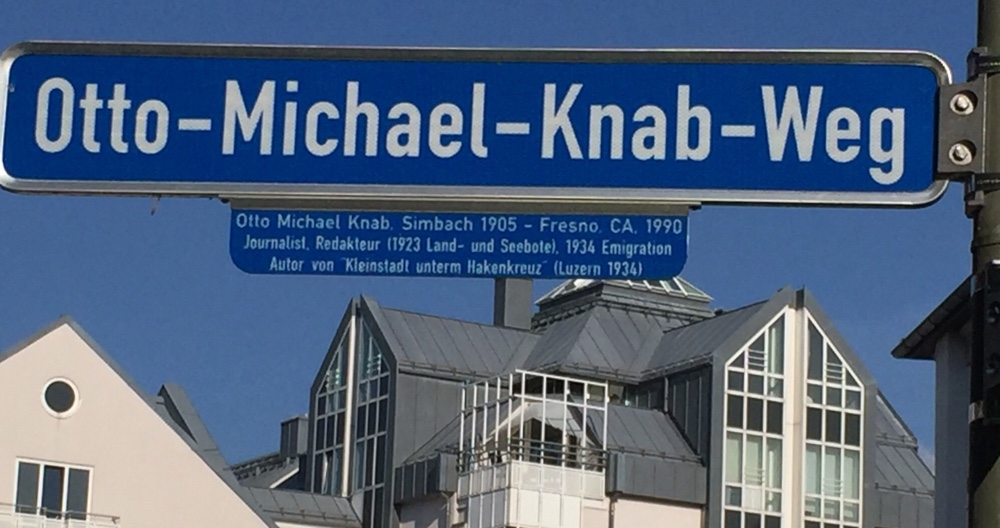 Otto-Michael-Knab-Weg
Otto Michael Knab, Simbach 1905 - Fresno, CA, 1990
Journalist, Redakteur (1923 Land- und Seebote), 1934 Emigration
Autor von "Kleinstadt unterm Hakenkreuz" (Luzern 1934)